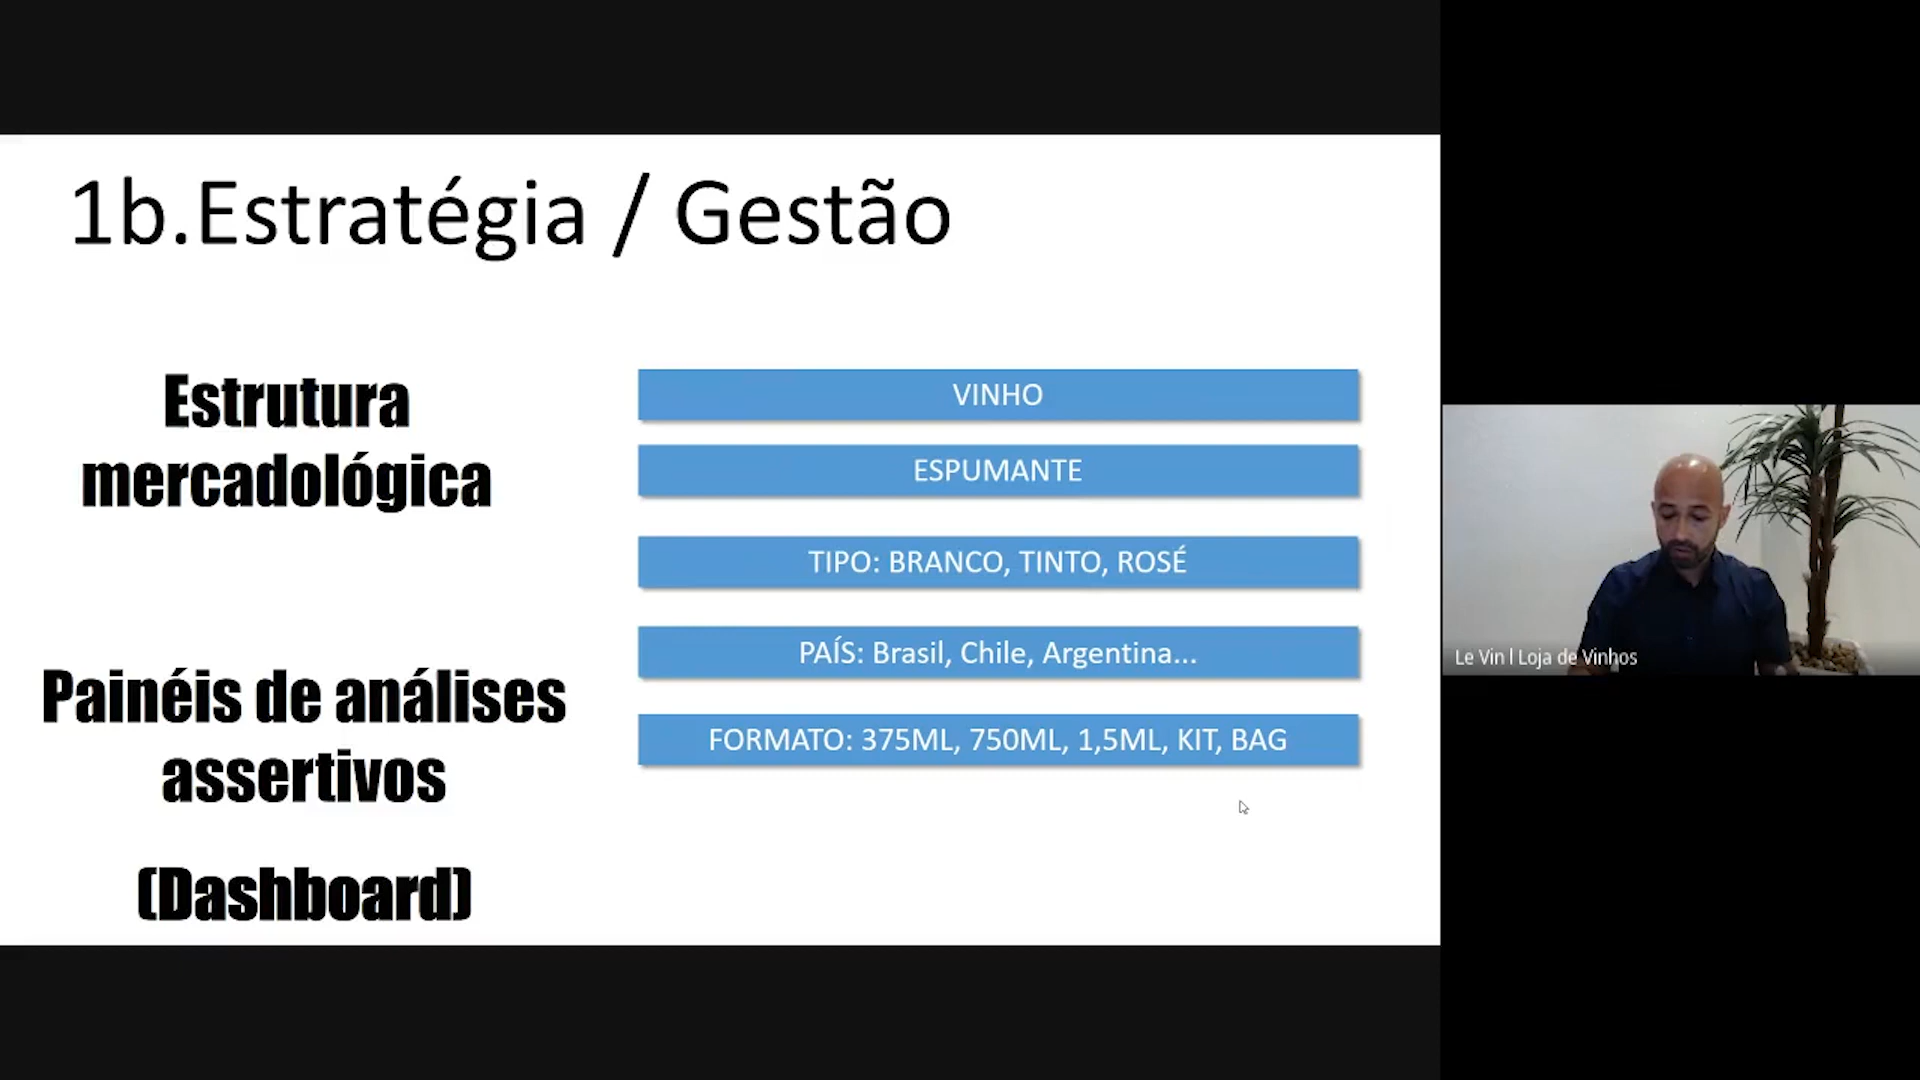 1b.Estratégia / Gestão
Estrutura
mercadológica
Painéis de análises
assertivos
(Dashboard)
VINHO
ESPUMANTE
TIPO: BRANCO, TINTO, ROSÉ
PAÍS: Brasil, Chile, Argentina...
FORMATO: 375ML, 750ML, 1,5ML, KIT, BAG
Le Vin l Loja de Vinhos